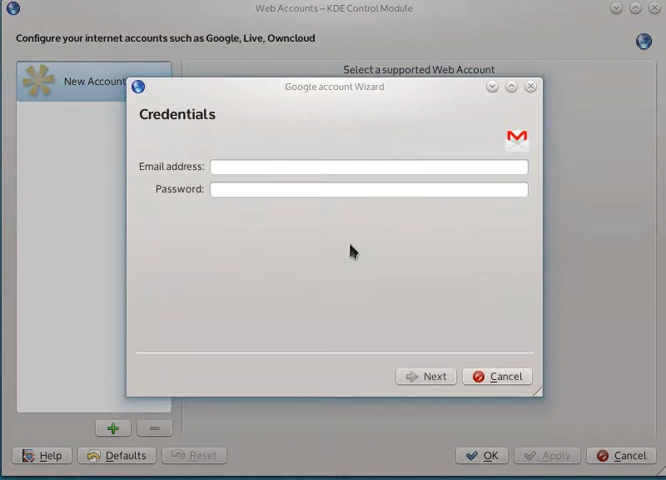 Web Accounts – KDE Control Module
Configure your internet accounts such as Google, Live, Owncloud
New Account
Select a supported Web Account
Google account Wizard
Credentials
Email address:
Password:
Next
Cancel
Help
Defaults
Reset
OK
Apply
Cancel